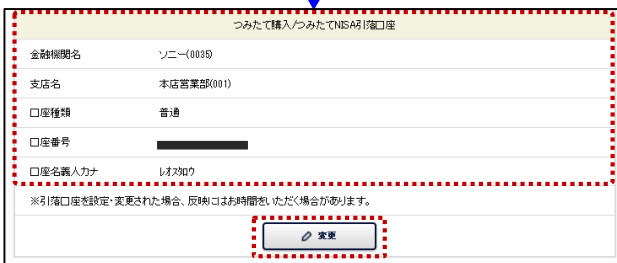 つみたて購入/つみたてNISA引落口座
金融機関名 ソニー(0035)
支店名 本店営業部(001)
口座種類 普通
口座番号
口座名義人カナ ﾚｵｽﾀﾛｳ
※引落口座を設定・変更された場合、反映にはお時間をいただく場合があります。
変更